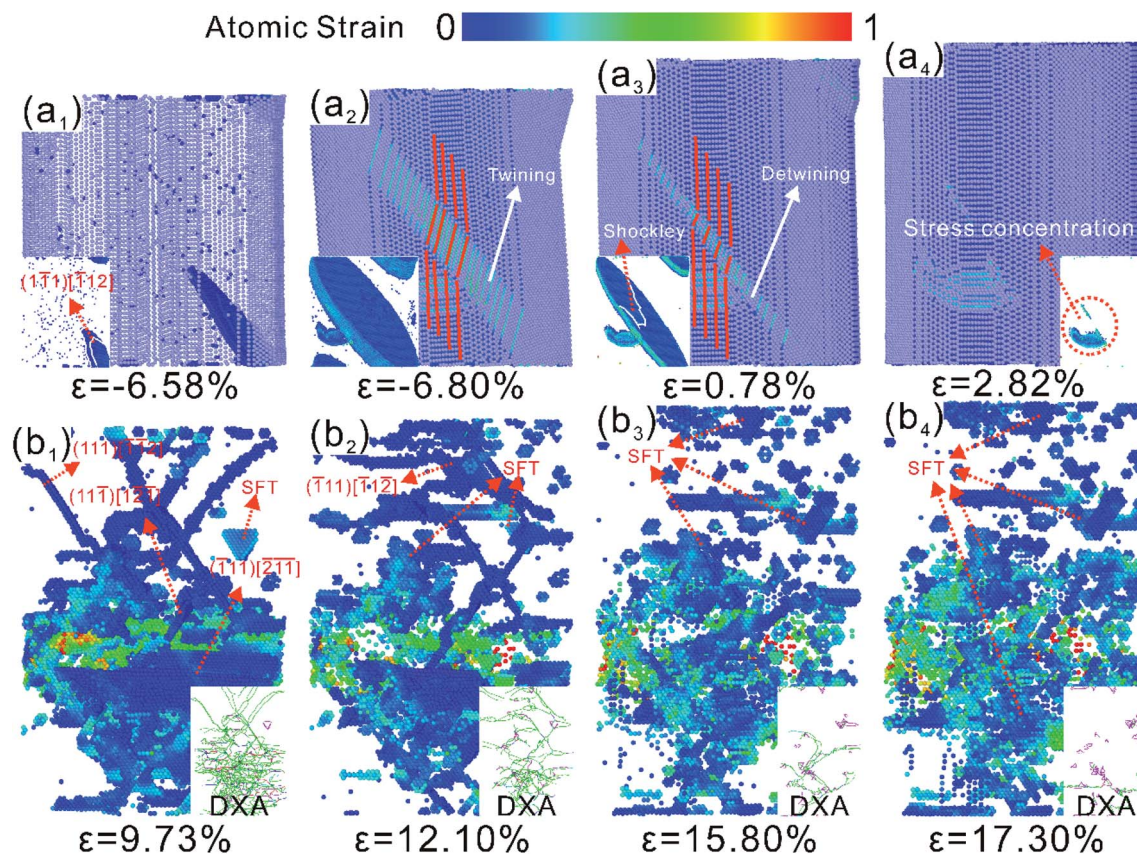 Atomic Strain 0 1
(a₁)
(11̄1)[1̄12]
ε=-6.58%
(a₂)
Twining
ε=-6.80%
(a₃)
Shockley
Detwining
ε=0.78%
(a₄)
Stress concentration
ε=2.82%
(b₁)
(111)[1̄1̄2]
(111̄)[12̄1̄]
SFT
(1̄11)[2̄1̄1̄]
DXA
ε=9.73%
(b₂)
SFT
(1̄11)[1̄12̄]
DXA
ε=12.10%
(b₃)
SFT
DXA
ε=15.80%
(b₄)
SFT
DXA
ε=17.30%